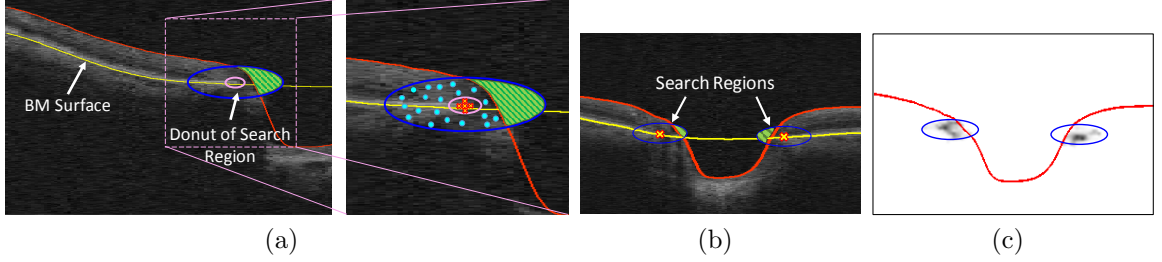 BM Surface
Donut of Search
Region
Search Regions
(a)
(b)
(c)